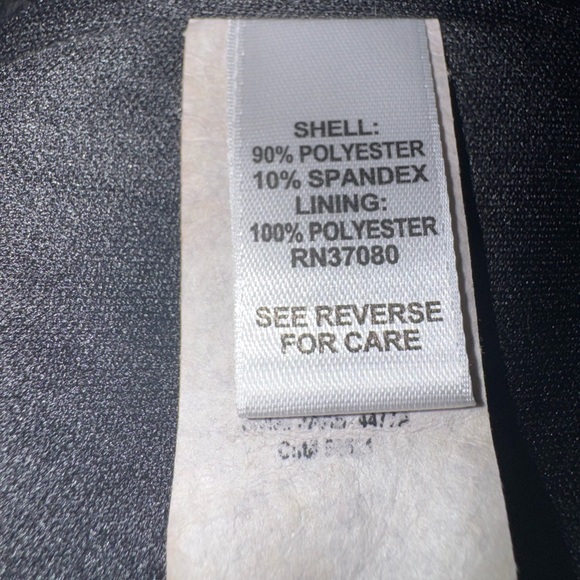 SHELL:
90% POLYESTER
10% SPANDEX
LINING:
100% POLYESTER
RN37080
SEE REVERSE
FOR CARE